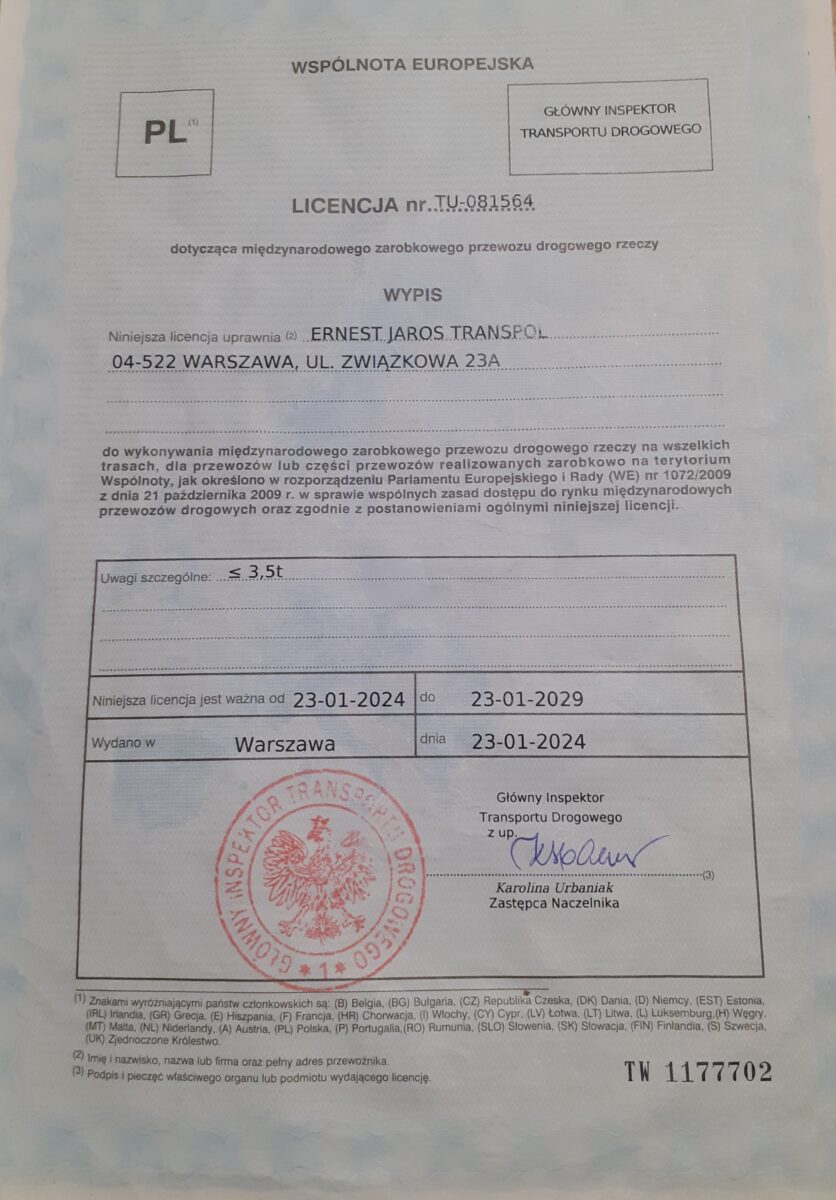 WSPÓLNOTA EUROPEJSKA
PL (1)
GŁÓWNY INSPEKTOR
TRANSPORTU DROGOWEGO
LICENCJA nr. TU-081564
dotycząca międzynarodowego zarobkowego przewozu drogowego rzeczy
WYPIS
Niniejsza licencja uprawnia (2) ERNEST JAROS TRANSPOL
04-522 WARSZAWA, UL. ZWIĄZKOWA 23A
do wykonywania międzynarodowego zarobkowego przewozu drogowego rzeczy na wszelkich
trasach, dla przewozów lub części przewozów realizowanych zarobkowo na terytorium
Wspólnoty, jak określono w rozporządzeniu Parlamentu Europejskiego i Rady (WE) nr 1072/2009
z dnia 21 października 2009 r. w sprawie wspólnych zasad dostępu do rynku międzynarodowych
przewozów drogowych oraz zgodnie z postanowieniami ogólnymi niniejszej licencji.
Uwagi szczególne: ≤ 3,5t
Niniejsza licencja jest ważna od 23-01-2024 do 23-01-2029
Wydano w Warszawa dnia 23-01-2024
GŁÓWNY INSPEKTOR TRANSPORTU DROGOWEGO * 1 *
Główny Inspektor
Transportu Drogowego
z up.
(3)
Karolina Urbaniak
Zastępca Naczelnika
(1) Znakami wyróżniającymi państw członkowskich są: (B) Belgia, (BG) Bulgaria, (CZ) Republika Czeska, (DK) Dania, (D) Niemcy, (EST) Estonia,
(IRL) Irlandia, (GR) Grecja, (E) Hiszpania, (F) Francja, (HR) Chorwacja, (I) Włochy, (CY) Cypr, (LV) Łotwa, (LT) Litwa, (L) Luksemburg,(H) Węgry,
(MT) Malta, (NL) Niderlandy, (A) Austria, (PL) Polska, (P) Portugalia,(RO) Rumunia, (SLO) Słowenia, (SK) Słowacja, (FIN) Finlandia, (S) Szwecja,
(UK) Zjednoczone Królestwo.
(2) Imię i nazwisko, nazwa lub firma oraz pełny adres przewoźnika.
(3) Podpis i pieczęć właściwego organu lub podmiotu wydającego licencję.
TW 1177702